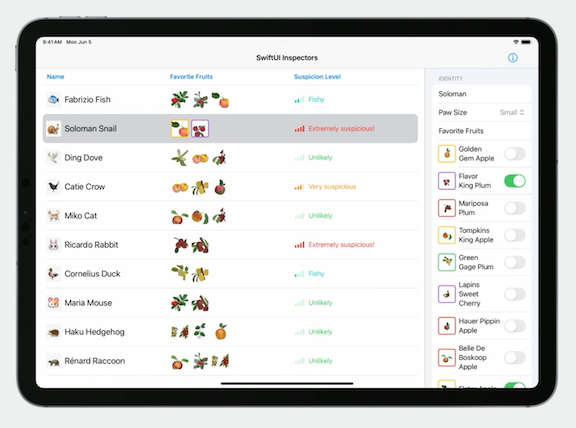 9:41 AM Mon Jun 5
SwiftUI Inspectors
Name Favorite Fruits Suspicion Level
Fabrizio Fish Fishy
Soloman Snail Extremely suspicious!
Ding Dove Unlikely
Catie Crow Very suspicious
Miko Cat Unlikely
Ricardo Rabbit Extremely suspicious!
Cornelius Duck Fishy
Maria Mouse Unlikely
Haku Hedgehog Unlikely
Rénard Raccoon Unlikely
IDENTITY
Soloman
Paw Size Small
Favorite Fruits
Golden
Gem Apple
Flavor
King Plum
Mariposa
Plum
Tompkins
King Apple
Green
Gage Plum
Lapins
Sweet
Cherry
Hauer Pippin
Apple
Belle De
Boskoop
Apple